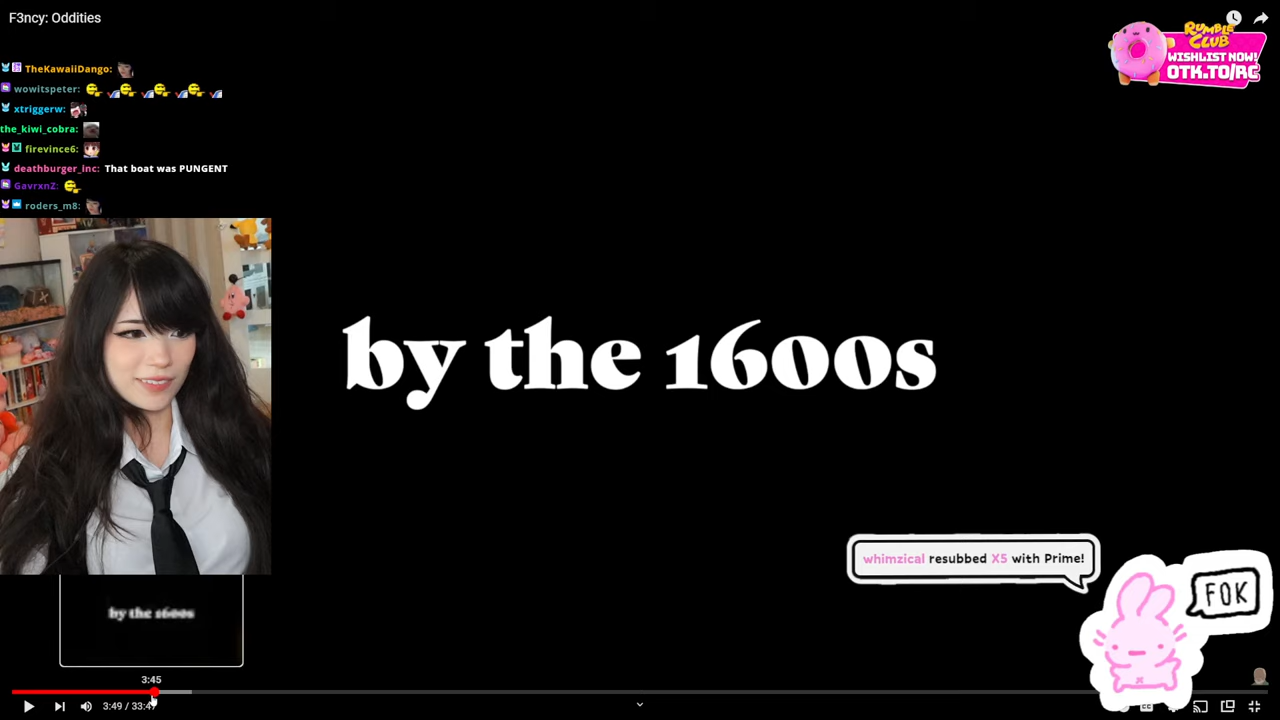 F3ncy: Oddities
RUMBLE
CLUB
WISHLIST NOW!
OTK.TO/RC
TheKawaiiDango:
wowitspeter:
xtriggerw:
the_kiwi_cobra:
firevince6:
deathburger_inc: That boat was PUNGENT
GavrxnZ:
roders_m8:
by the 1600s
whimzical resubbed X5 with Prime!
FOK
by the 1600s
3:45
3:49 / 33:47